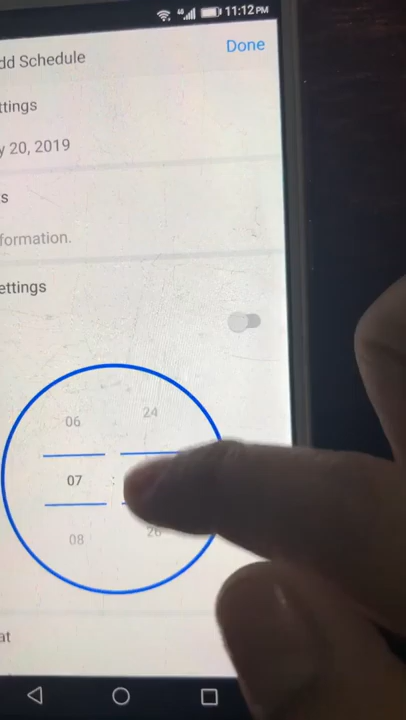 11:12 PM
dd Schedule
Done
ttings
y 20, 2019
s
formation.
ettings
06 24
07 :
08 26
at